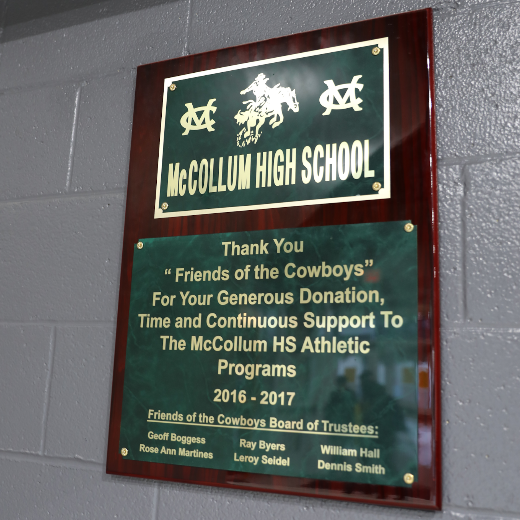 MC MC
McCOLLUM HIGH SCHOOL
Thank You
“ Friends of the Cowboys”
For Your Generous Donation,
Time and Continuous Support To
The McCollum HS Athletic
Programs
2016 - 2017
Friends of the Cowboys Board of Trustees:
Geoff Boggess Ray Byers William Hall
Rose Ann Martines Leroy Seidel Dennis Smith